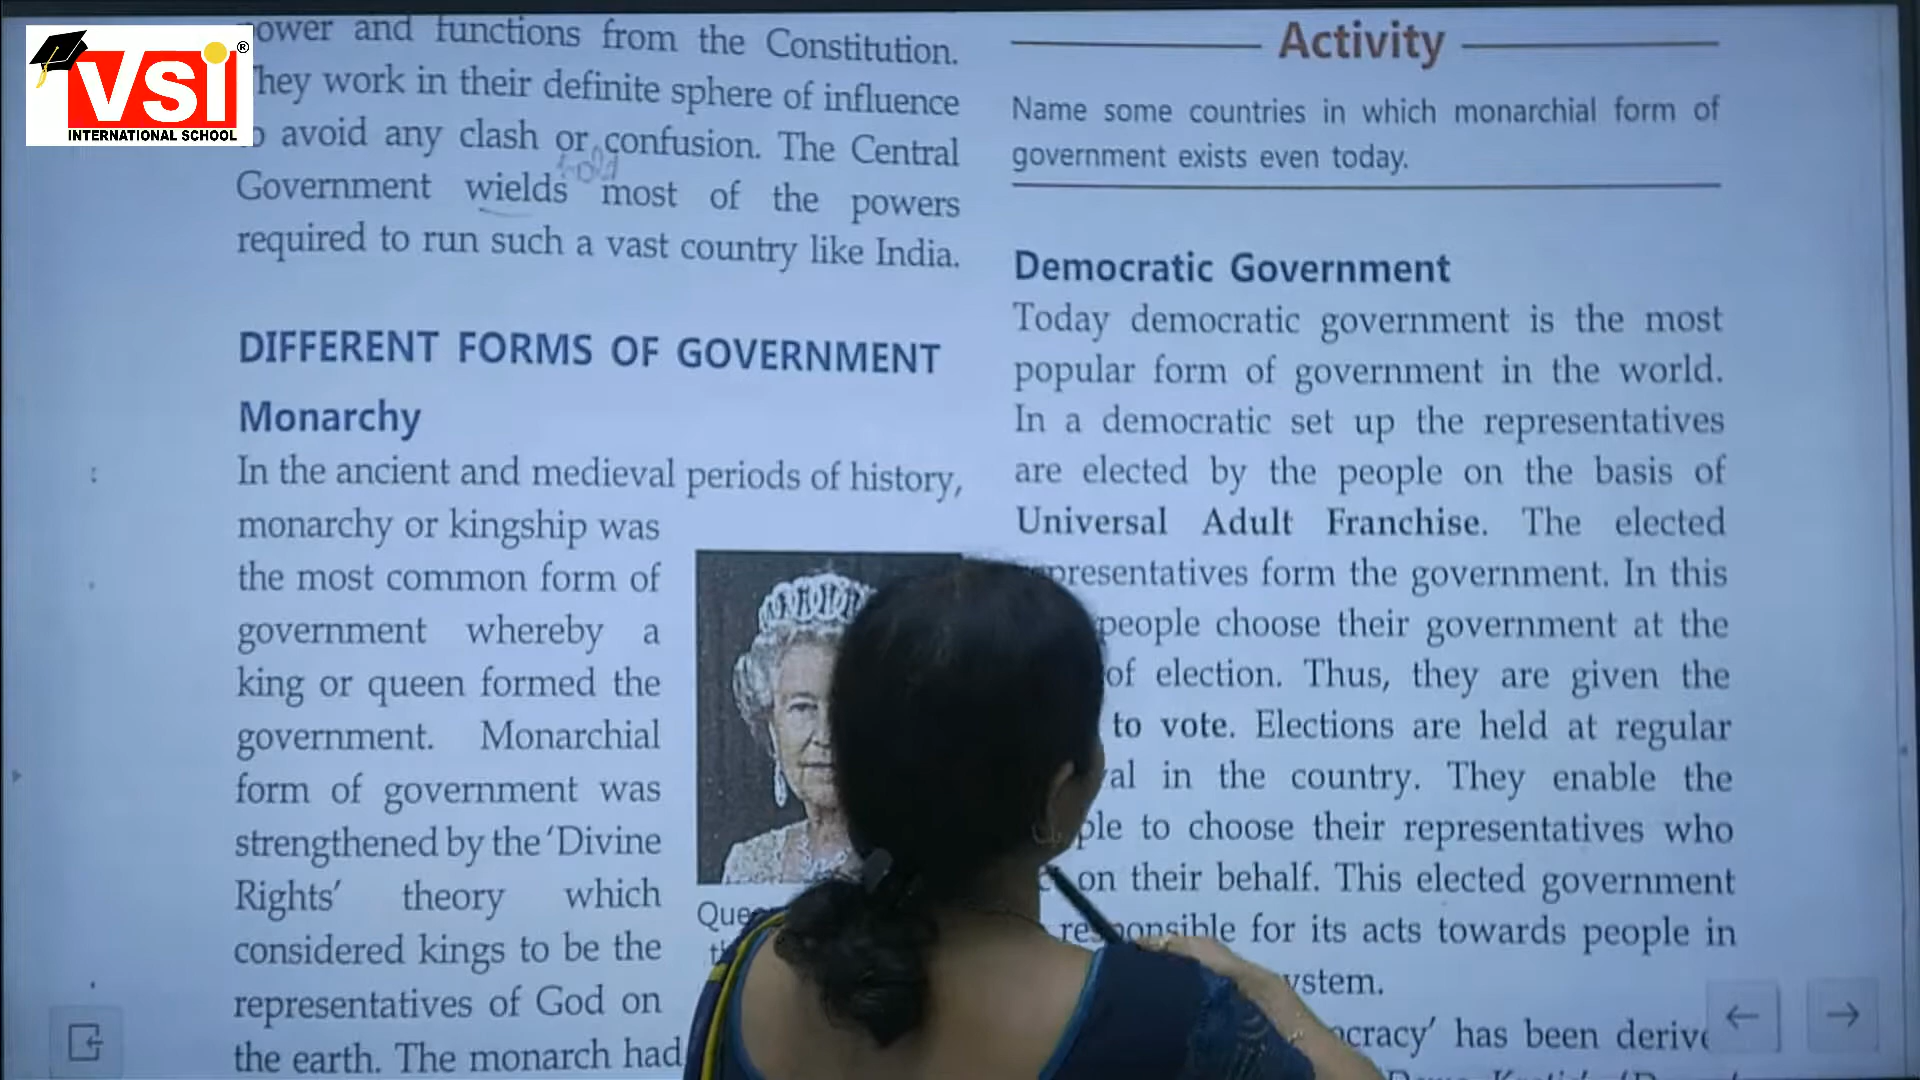 VSI®
INTERNATIONAL SCHOOL
and functions from the Constitution.
They work in their definite sphere of influence
avoid any clash or confusion. The Central
hold
Government wields most of the powers
required to run such a vast country like India.
DIFFERENT FORMS OF GOVERNMENT
Monarchy
In the ancient and medieval periods of history,
monarchy or kingship was
the most common form of
government whereby a
king or queen formed the
government. Monarchial
form of government was
strengthened by the ‘Divine
Rights’ theory which
considered kings to be the
representatives of God on
the earth. The monarch had
Activity
Name some countries in which monarchial form of
government exists even today.
Democratic Government
Today democratic government is the most
popular form of government in the world.
In a democratic set up the representatives
are elected by the people on the basis of
Universal Adult Franchise. The elected
representatives form the government. In this
people choose their government at the
of election. Thus, they are given the
to vote. Elections are held at regular
in the country. They enable the
to choose their representatives who
on their behalf. This elected government
responsible for its acts towards people in
has been